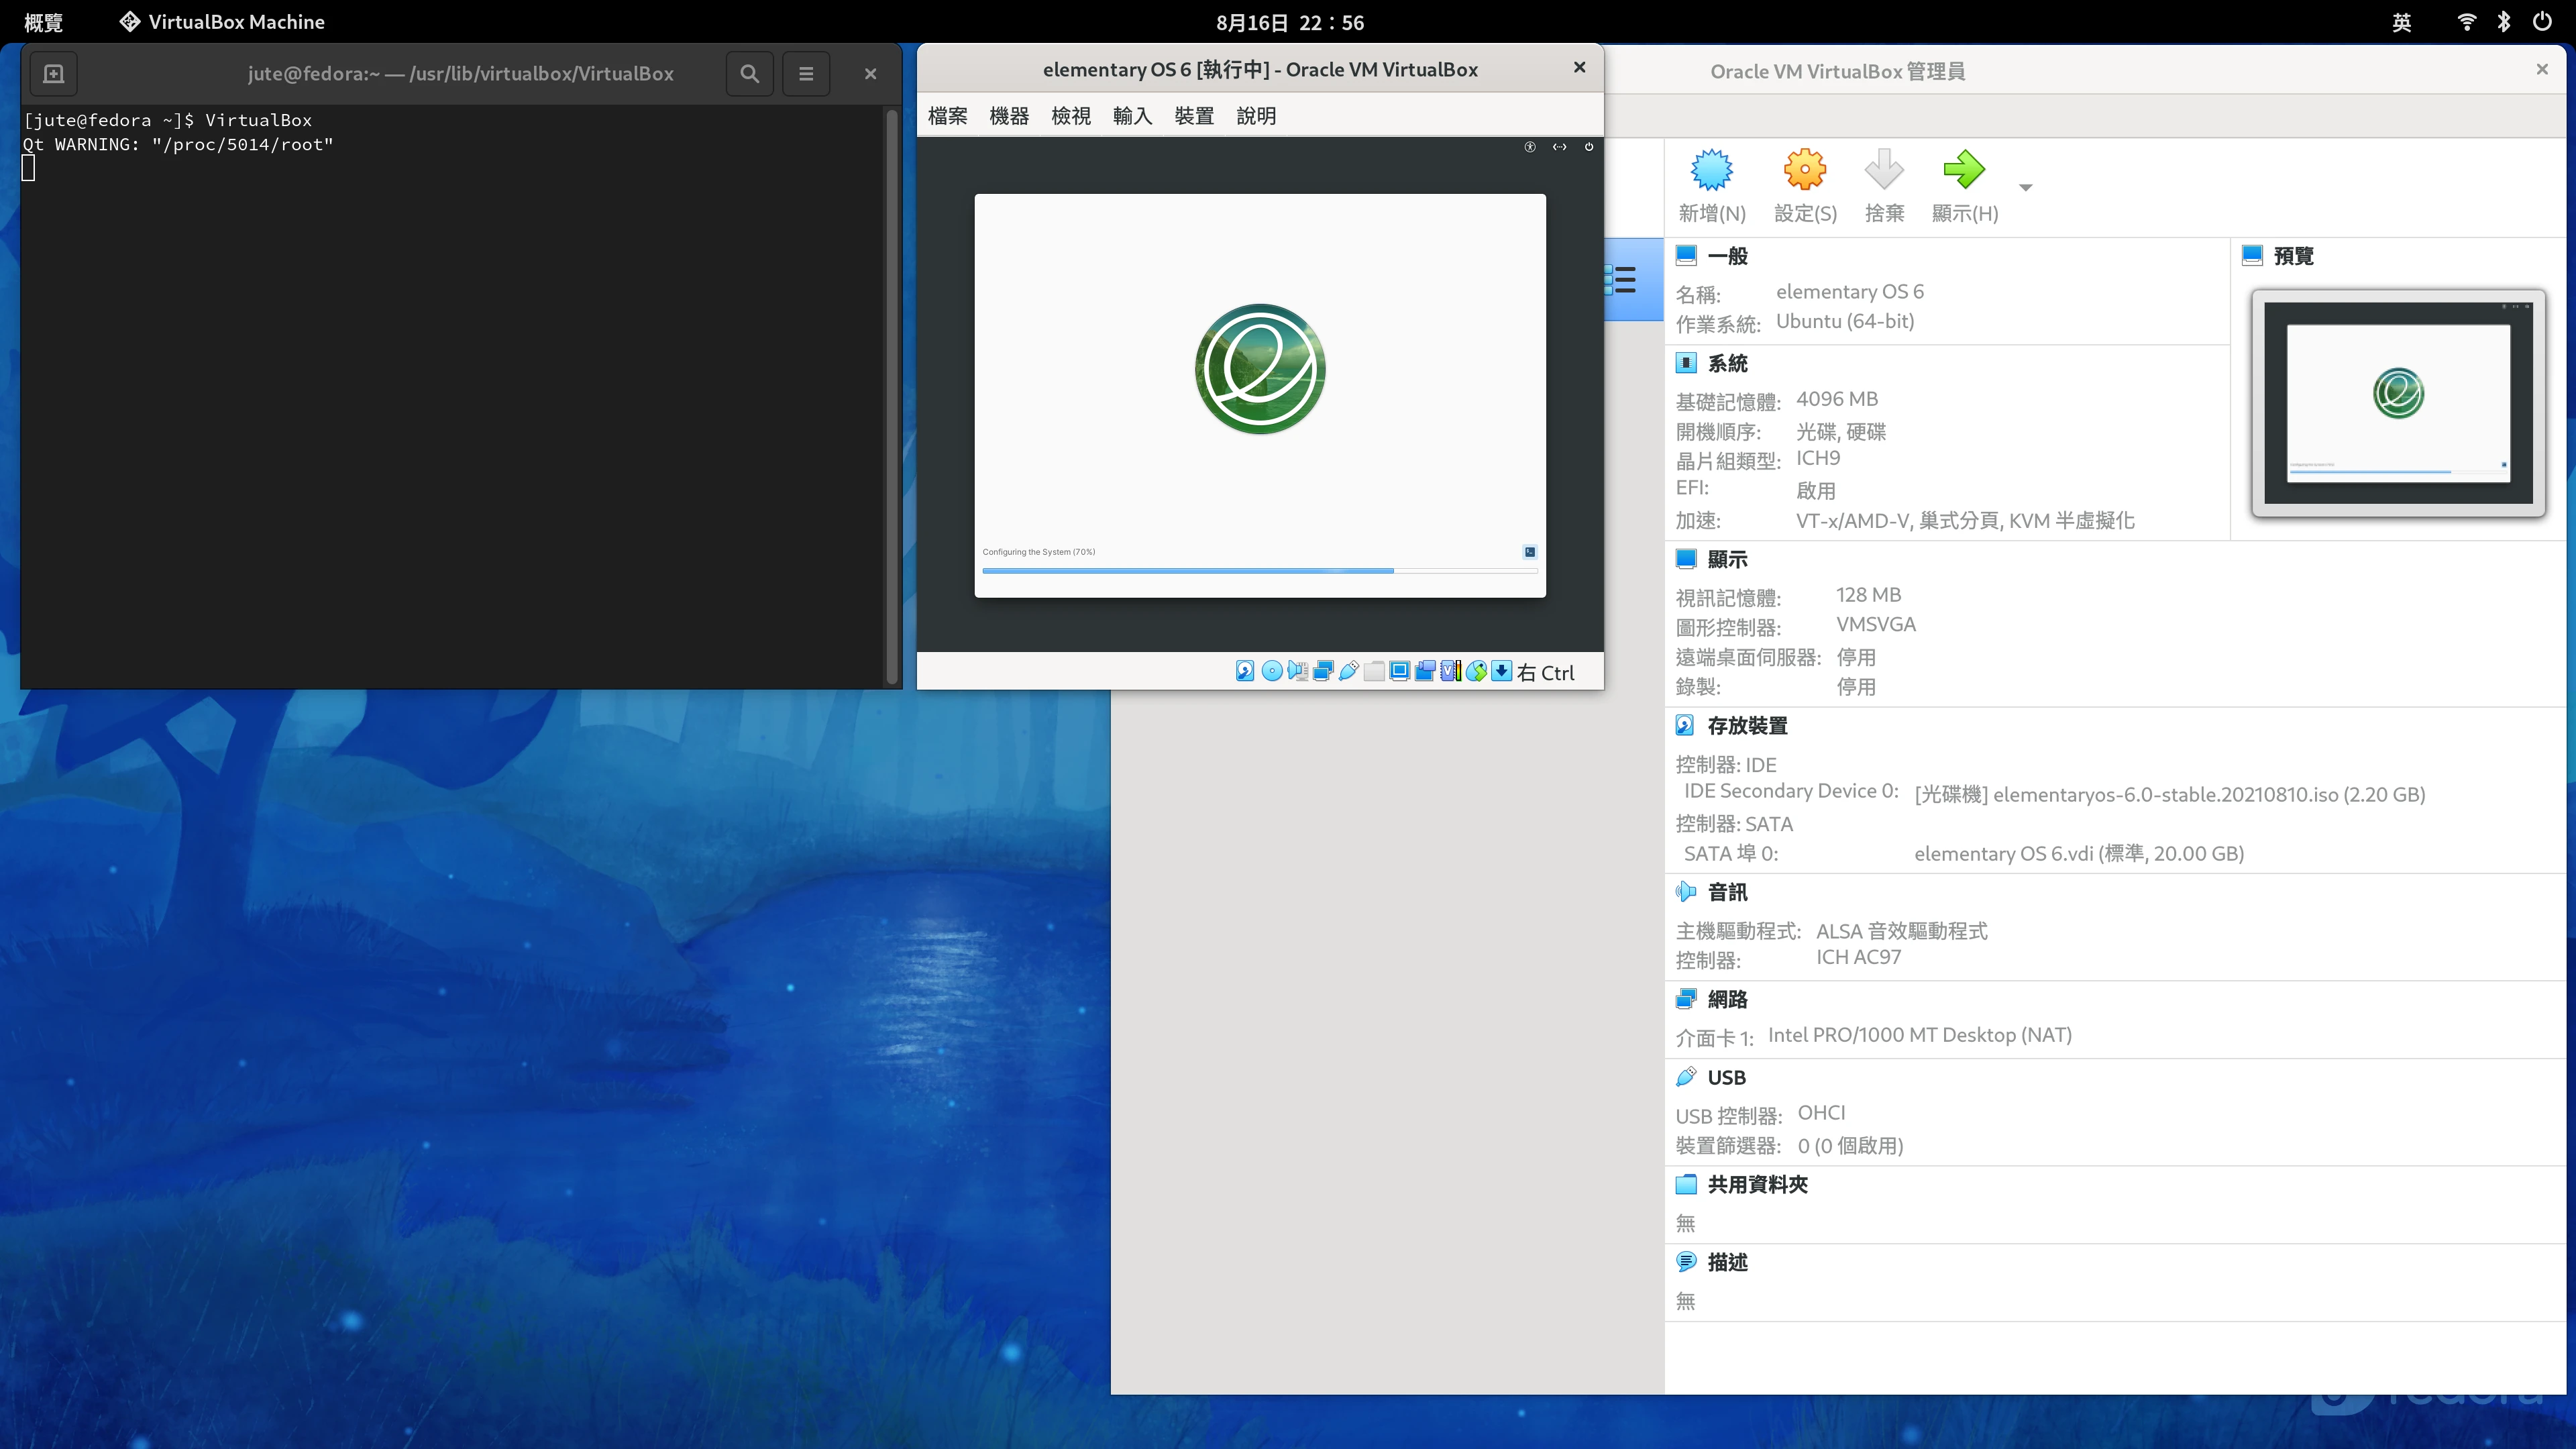 概覽
VirtualBox Machine
8月16日 22：56
英
jute@fedora:~ — /usr/lib/virtualbox/VirtualBox
[jute@fedora ~]$ VirtualBox
Qt WARNING: "/proc/5014/root"
elementary OS 6 [執行中] - Oracle VM VirtualBox
檔案 機器 檢視 輸入 裝置 說明
Configuring the System (70%)
右 Ctrl
Oracle VM VirtualBox 管理員
新增(N) 設定(S) 捨棄 顯示(H)
一般
名稱: elementary OS 6
作業系統: Ubuntu (64-bit)
預覽
系統
基礎記憶體: 4096 MB
開機順序: 光碟, 硬碟
晶片組類型: ICH9
EFI: 啟用
加速: VT-x/AMD-V, 巢式分頁, KVM 半虛擬化
顯示
視訊記憶體: 128 MB
圖形控制器: VMSVGA
遠端桌面伺服器: 停用
錄製: 停用
存放裝置
控制器: IDE
IDE Secondary Device 0: [光碟機] elementaryos-6.0-stable.20210810.iso (2.20 GB)
控制器: SATA
SATA 埠 0: elementary OS 6.vdi (標準, 20.00 GB)
音訊
主機驅動程式: ALSA 音效驅動程式
控制器: ICH AC97
網路
介面卡 1: Intel PRO/1000 MT Desktop (NAT)
USB
USB 控制器: OHCI
裝置篩選器: 0 (0 個啟用)
共用資料夾
無
描述
無
fedora